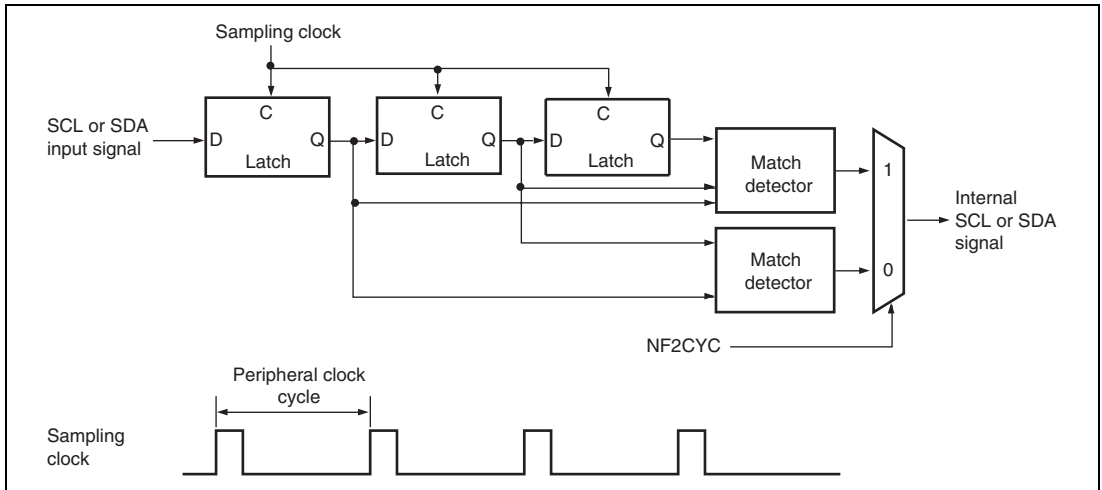 Sampling clock
SCL or SDA
input signal
D
C
Q
Latch
D
C
Q
Latch
D
C
Q
Latch
Match
detector
Match
detector
1
0
Internal
SCL or SDA
signal
NF2CYC
Peripheral clock
cycle
Sampling
clock